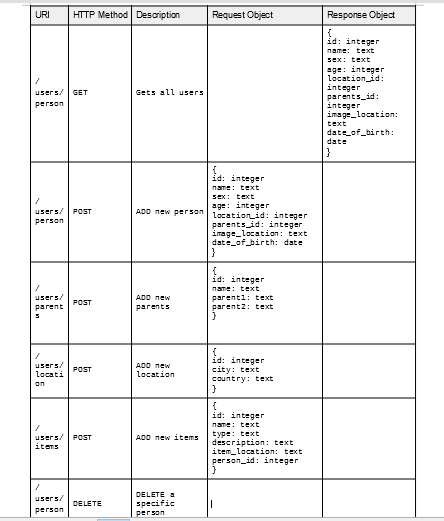 URI HTTP Method Description Request Object Response Object
/
users/
person
GET
Gets all users
{
id: integer
name: text
sex: text
age: integer
location_id:
integer
parents_id:
integer
image_location:
text
date_of_birth:
date
}
/
users/
person
POST
ADD new person
{
id: integer
name: text
sex: text
age: integer
location_id: integer
parents_id: integer
image_location: text
date_of_birth: date
}
/
users/
parent
s
POST
ADD new
parents
{
id: integer
name: text
parent1: text
parent2: text
}
/
users/
locati
on
POST
ADD new
location
{
id: integer
city: text
country: text
}
/
users/
items
POST
ADD new items
{
id: integer
name: text
type: text
description: text
item_location: text
person_id: integer
}
/
users/
person
DELETE
DELETE a
specific
person